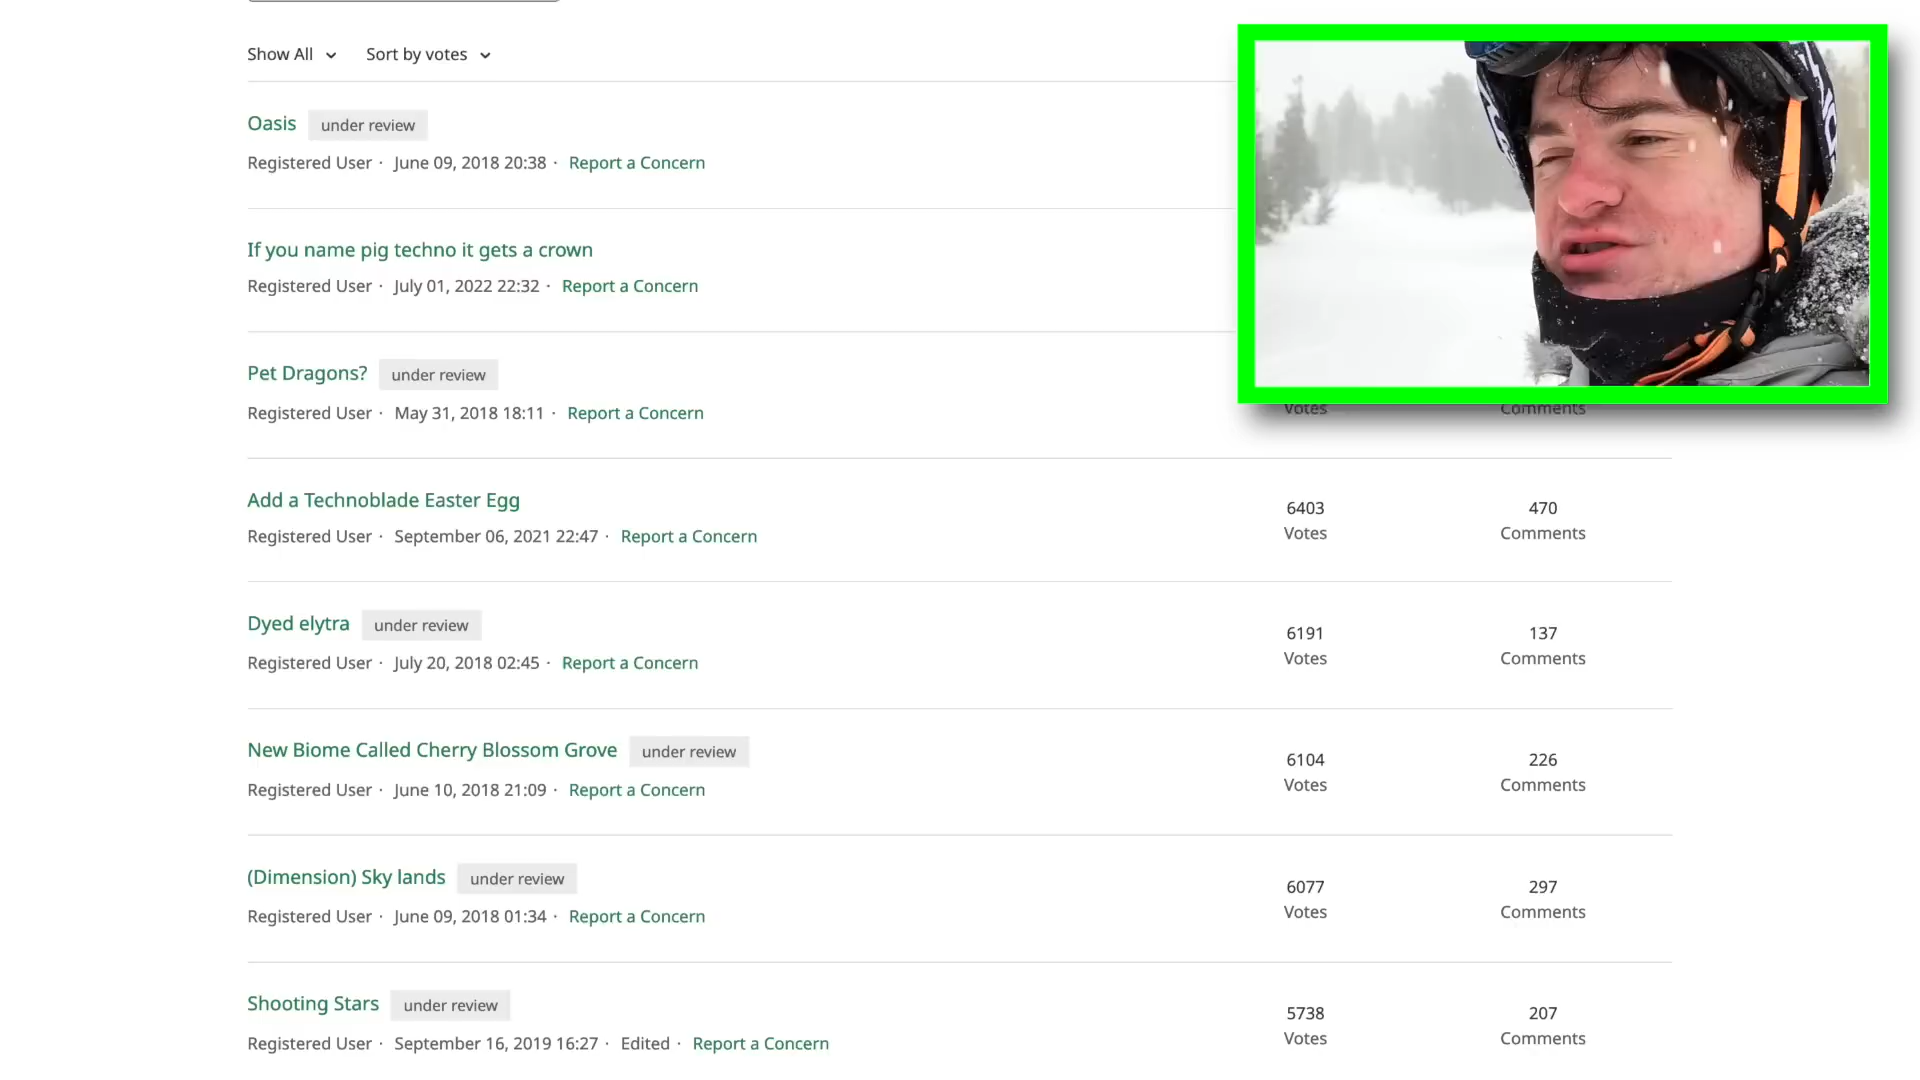 Show All Sort by votes
Oasis under review
Registered User · June 09, 2018 20:38 · Report a Concern
If you name pig techno it gets a crown
Registered User · July 01, 2022 22:32 · Report a Concern
Pet Dragons? under review
Registered User · May 31, 2018 18:11 · Report a Concern
Votes Comments
Add a Technoblade Easter Egg
Registered User · September 06, 2021 22:47 · Report a Concern
6403 470
Votes Comments
Dyed elytra under review
Registered User · July 20, 2018 02:45 · Report a Concern
6191 137
Votes Comments
New Biome Called Cherry Blossom Grove under review
Registered User · June 10, 2018 21:09 · Report a Concern
6104 226
Votes Comments
(Dimension) Sky lands under review
Registered User · June 09, 2018 01:34 · Report a Concern
6077 297
Votes Comments
Shooting Stars under review
Registered User · September 16, 2019 16:27 · Edited · Report a Concern
5738 207
Votes Comments